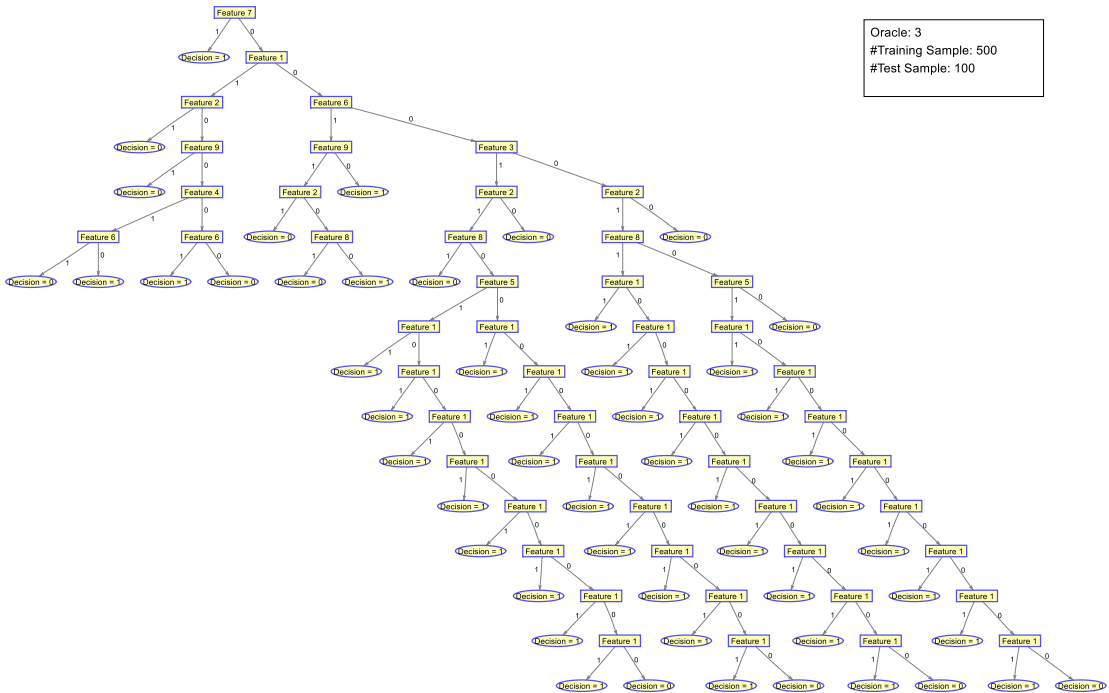 Feature 7
Oracle: 3
#Training Sample: 500
#Test Sample: 100
1 0
Decision = 1 Feature 1
1 0
Feature 2 Feature 6
1 0 1 0
Decision = 0 Feature 9 Feature 9 Feature 3
1 0 1 0 1 0
Decision = 0 Feature 4 Feature 2 Decision = 1 Feature 2 Feature 2
1 0 1 0 1 0 1 0
Feature 6 Feature 6 Decision = 0 Feature 8 Feature 8 Decision = 0 Feature 8 Decision = 0
1 0 1 0 1 0 1 0 1 0
Decision = 0 Decision = 1 Decision = 1 Decision = 0 Decision = 0 Decision = 1 Decision = 0 Feature 5 Feature 1 Feature 5
1 0 1 0 1 0
Feature 1 Feature 1 Decision = 1 Feature 1 Feature 1 Decision = 0
1 0 1 0 1 0 1 0
Decision = 1 Feature 1 Decision = 1 Feature 1 Decision = 1 Feature 1 Decision = 1 Feature 1
1 0 1 0 1 0 1 0
Decision = 1 Feature 1 Decision = 1 Feature 1 Decision = 1 Feature 1 Decision = 1 Feature 1
1 0 1 0 1 0 1 0
Decision = 1 Feature 1 Decision = 1 Feature 1 Decision = 1 Feature 1 Decision = 1 Feature 1
1 0 1 0 1 0 1 0
Decision = 1 Feature 1 Decision = 1 Feature 1 Decision = 1 Feature 1 Decision = 1 Feature 1
1 0 1 0 1 0 1 0
Decision = 1 Feature 1 Decision = 1 Feature 1 Decision = 1 Feature 1 Decision = 1 Feature 1
1 0 1 0 1 0 1 0
Decision = 1 Feature 1 Decision = 1 Feature 1 Decision = 1 Feature 1 Decision = 1 Feature 1
1 0 1 0 1 0 1 0
Decision = 1 Feature 1 Decision = 1 Feature 1 Decision = 1 Feature 1 Decision = 1 Feature 1
1 0 1 0 1 0 1 0
Decision = 1 Decision = 0 Decision = 1 Decision = 0 Decision = 1 Decision = 0 Decision = 1 Decision = 0